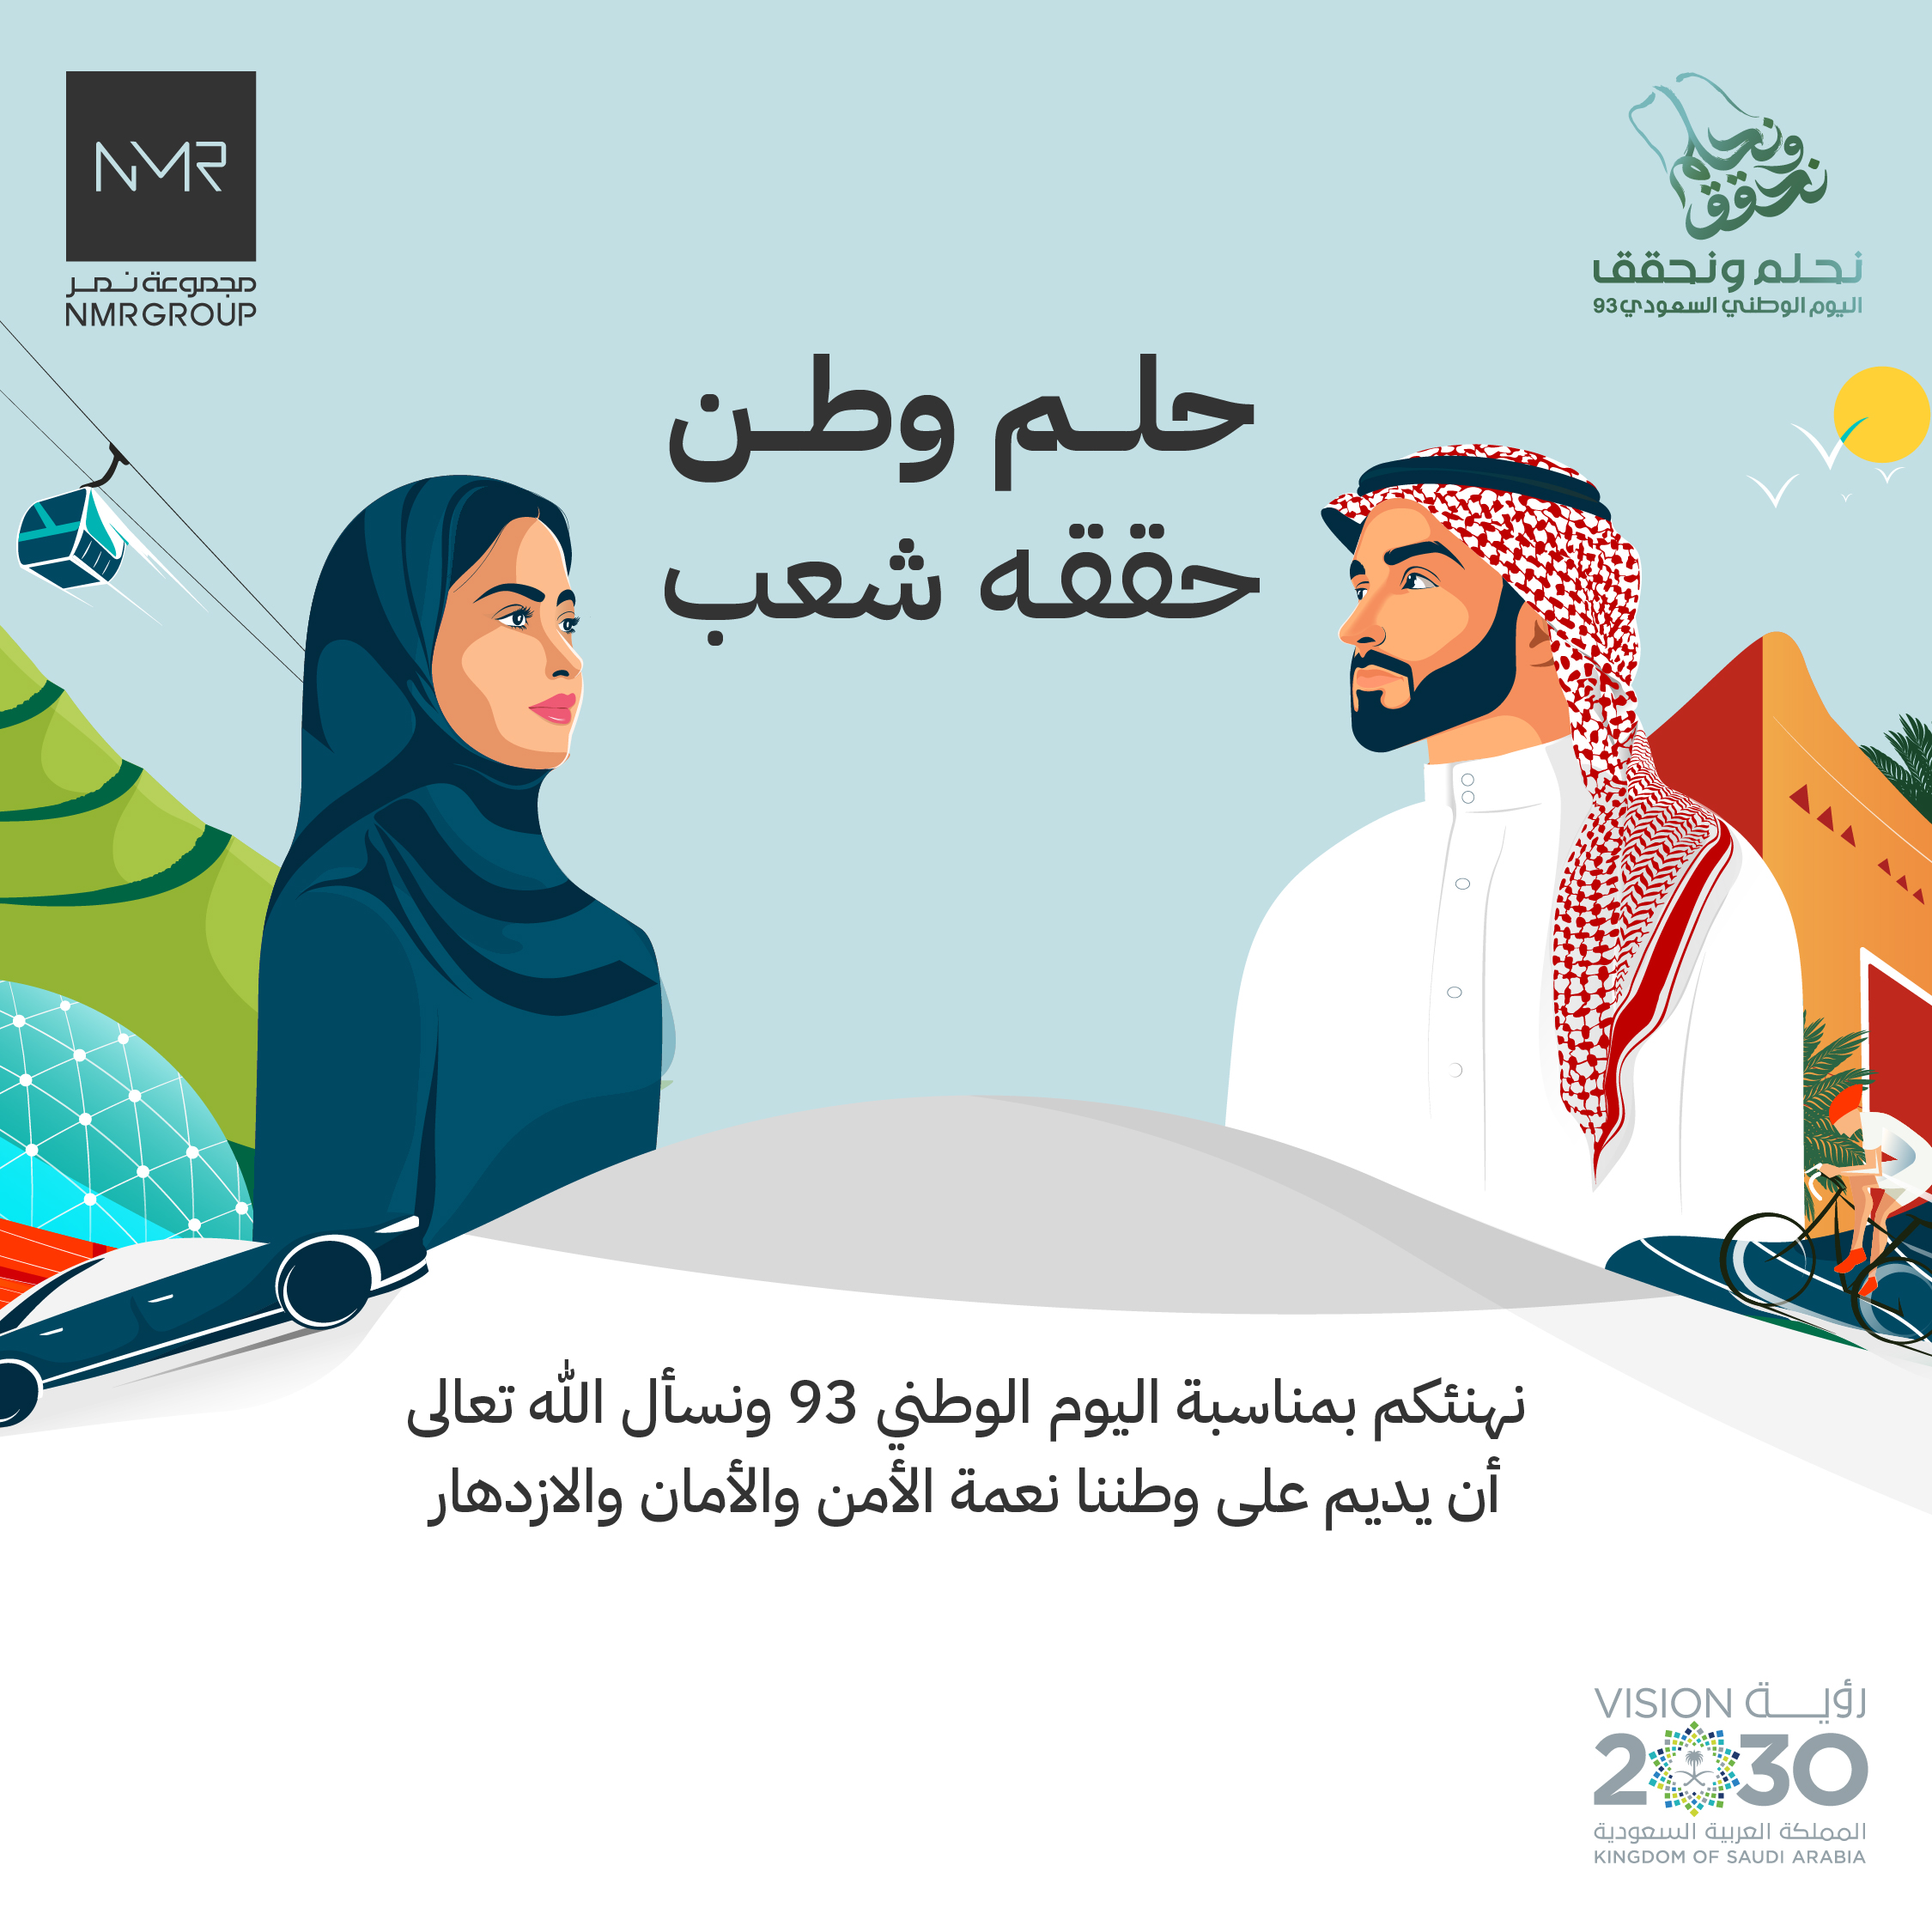 NMR
مجموعة نمر
NMRGROUP
ونحلم
نحقق
نحلم ونحقق
اليوم الوطني السعودي 93
حلم وطن
حققه شعب
نهنئكم بمناسبة اليوم الوطني 93 ونسأل الله تعالى
أن يديم على وطننا نعمة الأمن والأمان والازدهار
VISION رؤية
2030
المملكة العربية السعودية
KINGDOM OF SAUDI ARABIA